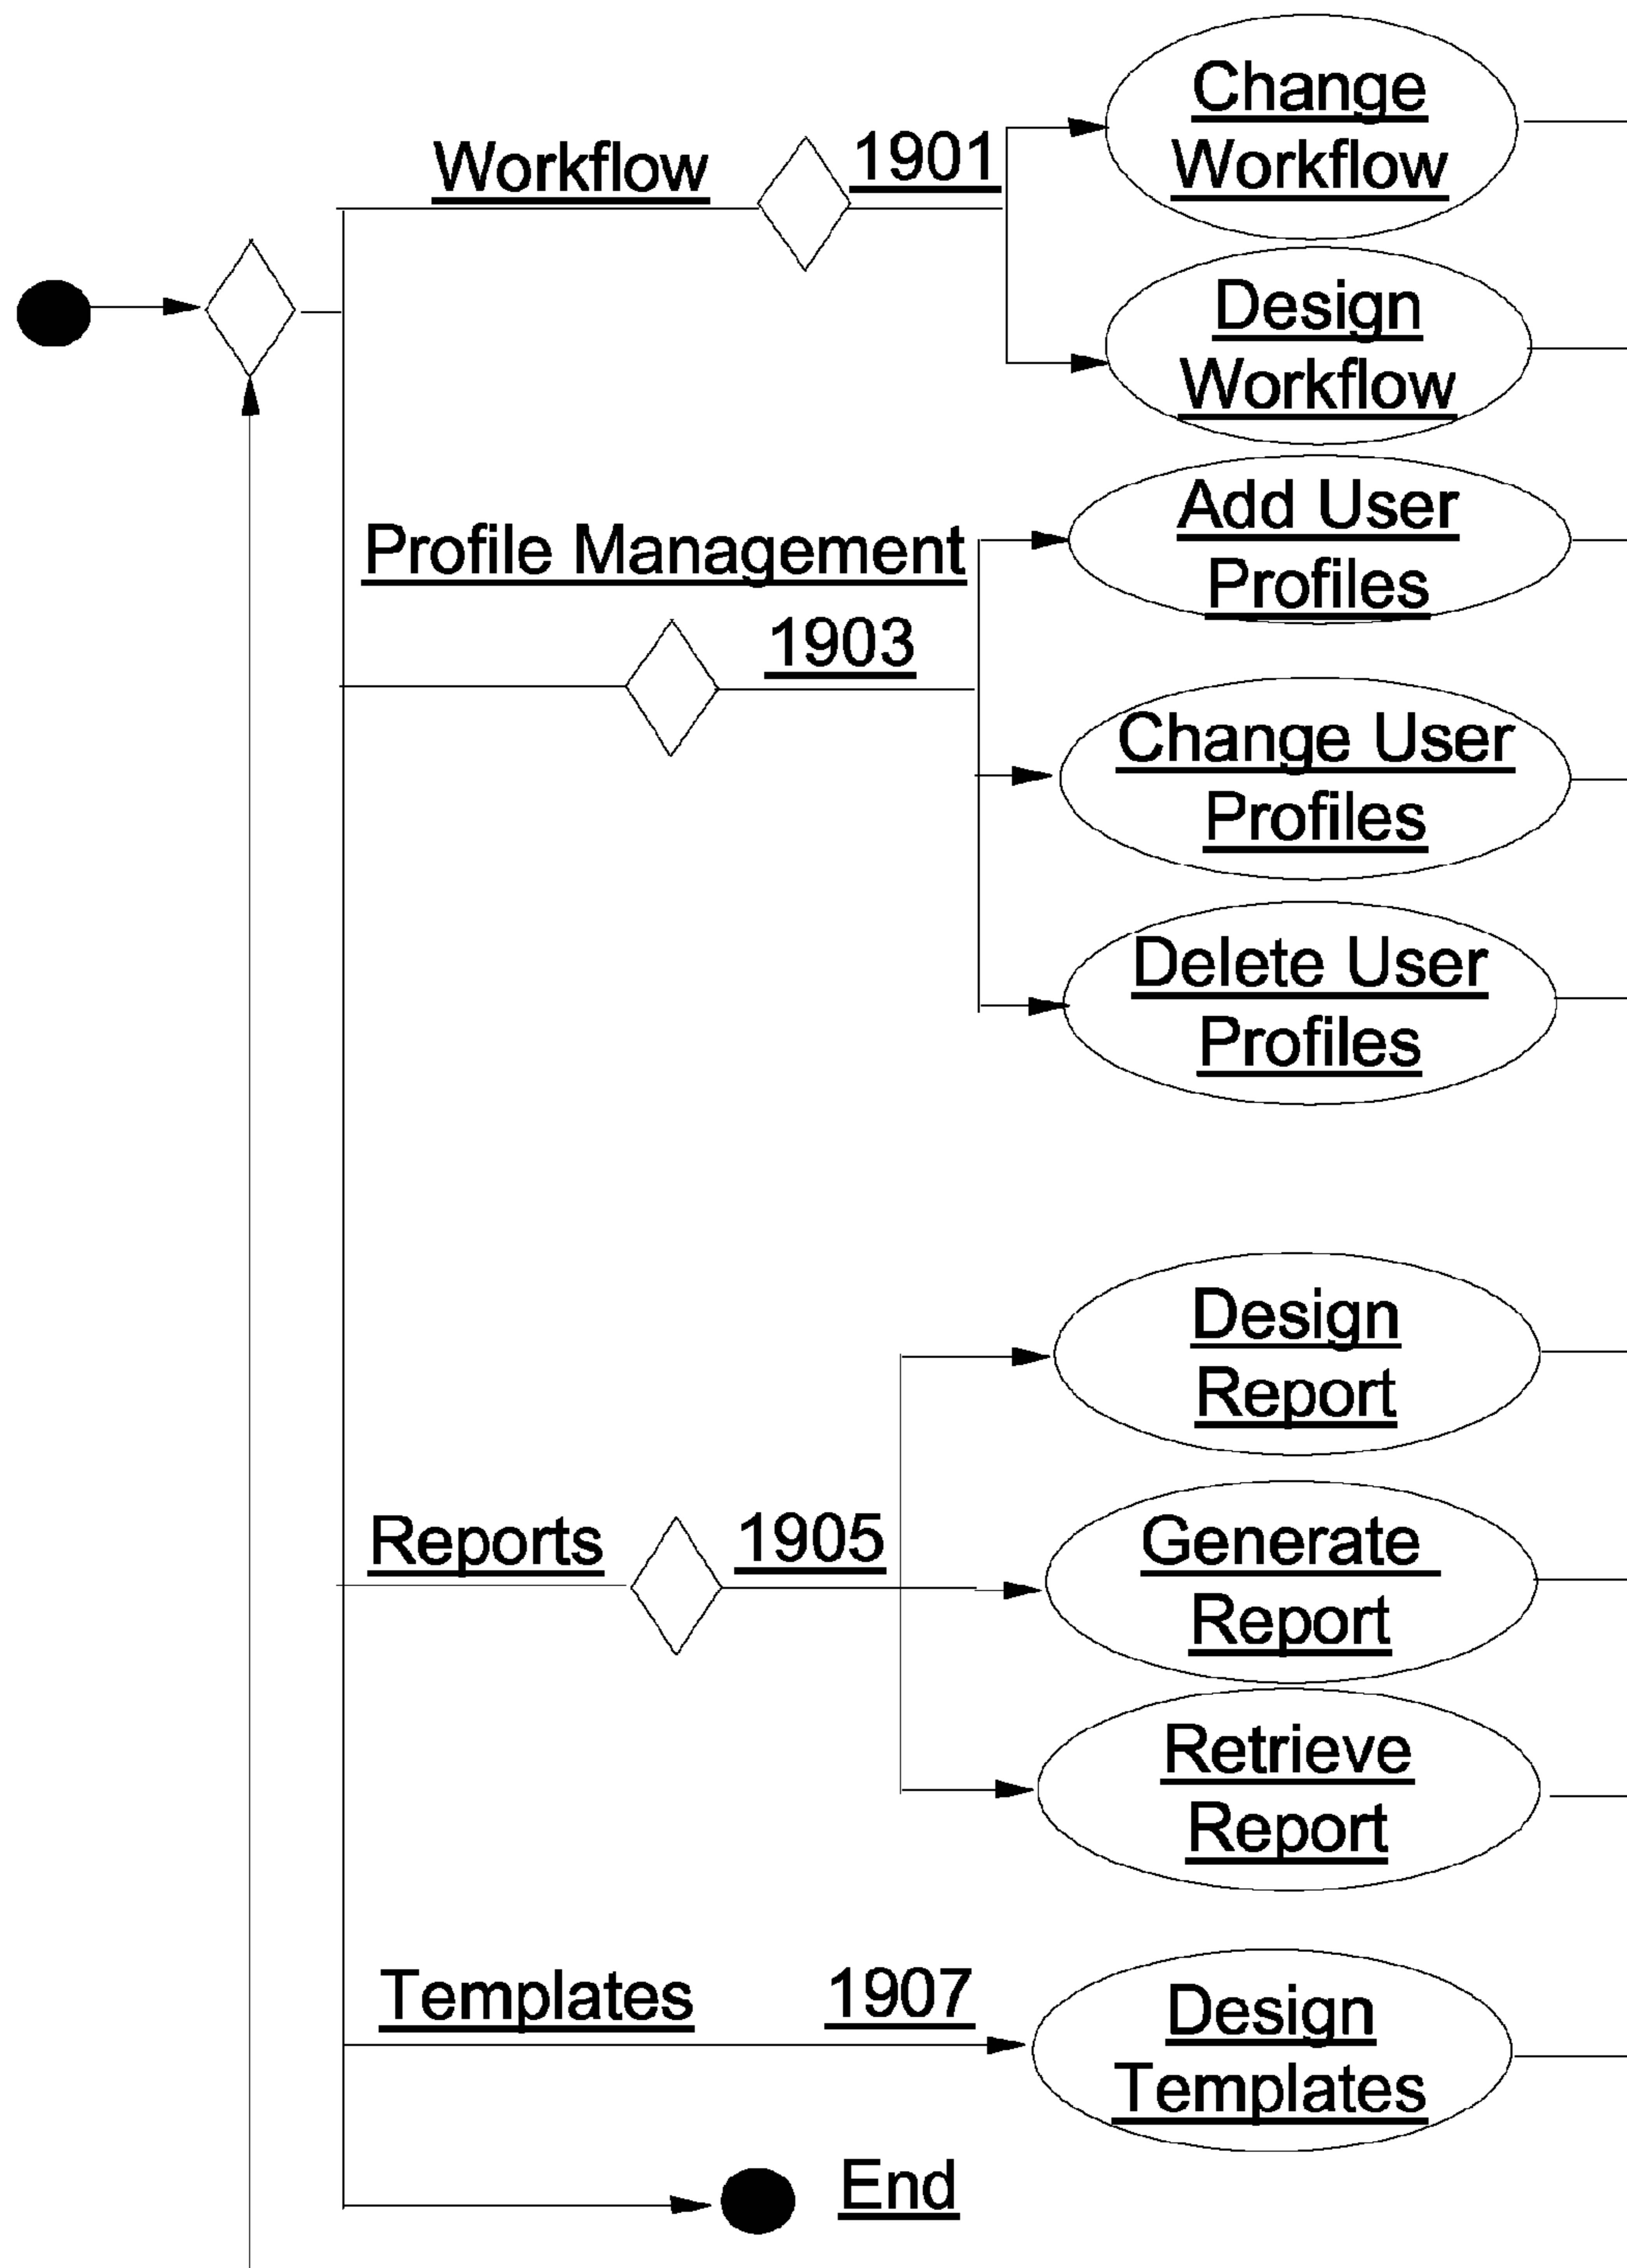 Workflow
1901
Change
Workflow
Design
Workflow
Profile Management
1903
Add User
Profiles
Change User
Profiles
Delete User
Profiles
Reports
1905
Design
Report
Generate
Report
Retrieve
Report
Templates
1907
Design
Templates
End